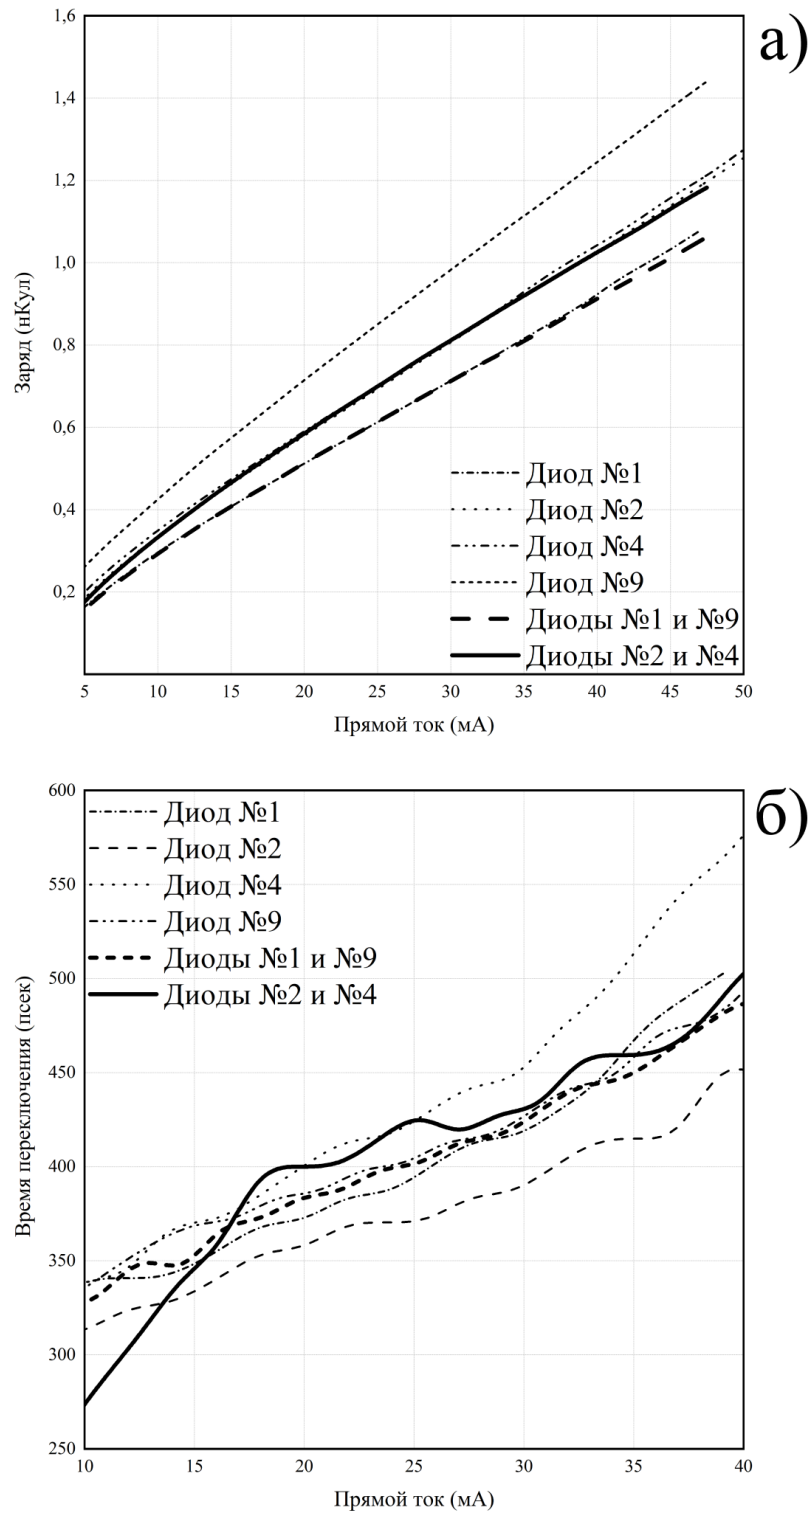 а)
1,6
1,4
1,2
1,0
0,8
0,6
0,4
0,2
Заряд (нКул)
Диод №1
Диод №2
Диод №4
Диод №9
Диоды №1 и №9
Диоды №2 и №4
5 10 15 20 25 30 35 40 45 50
Прямой ток (мА)
б)
600
550
500
450
400
350
300
250
Время переключения (псек)
Диод №1
Диод №2
Диод №4
Диод №9
Диоды №1 и №9
Диоды №2 и №4
10 15 20 25 30 35 40
Прямой ток (мА)